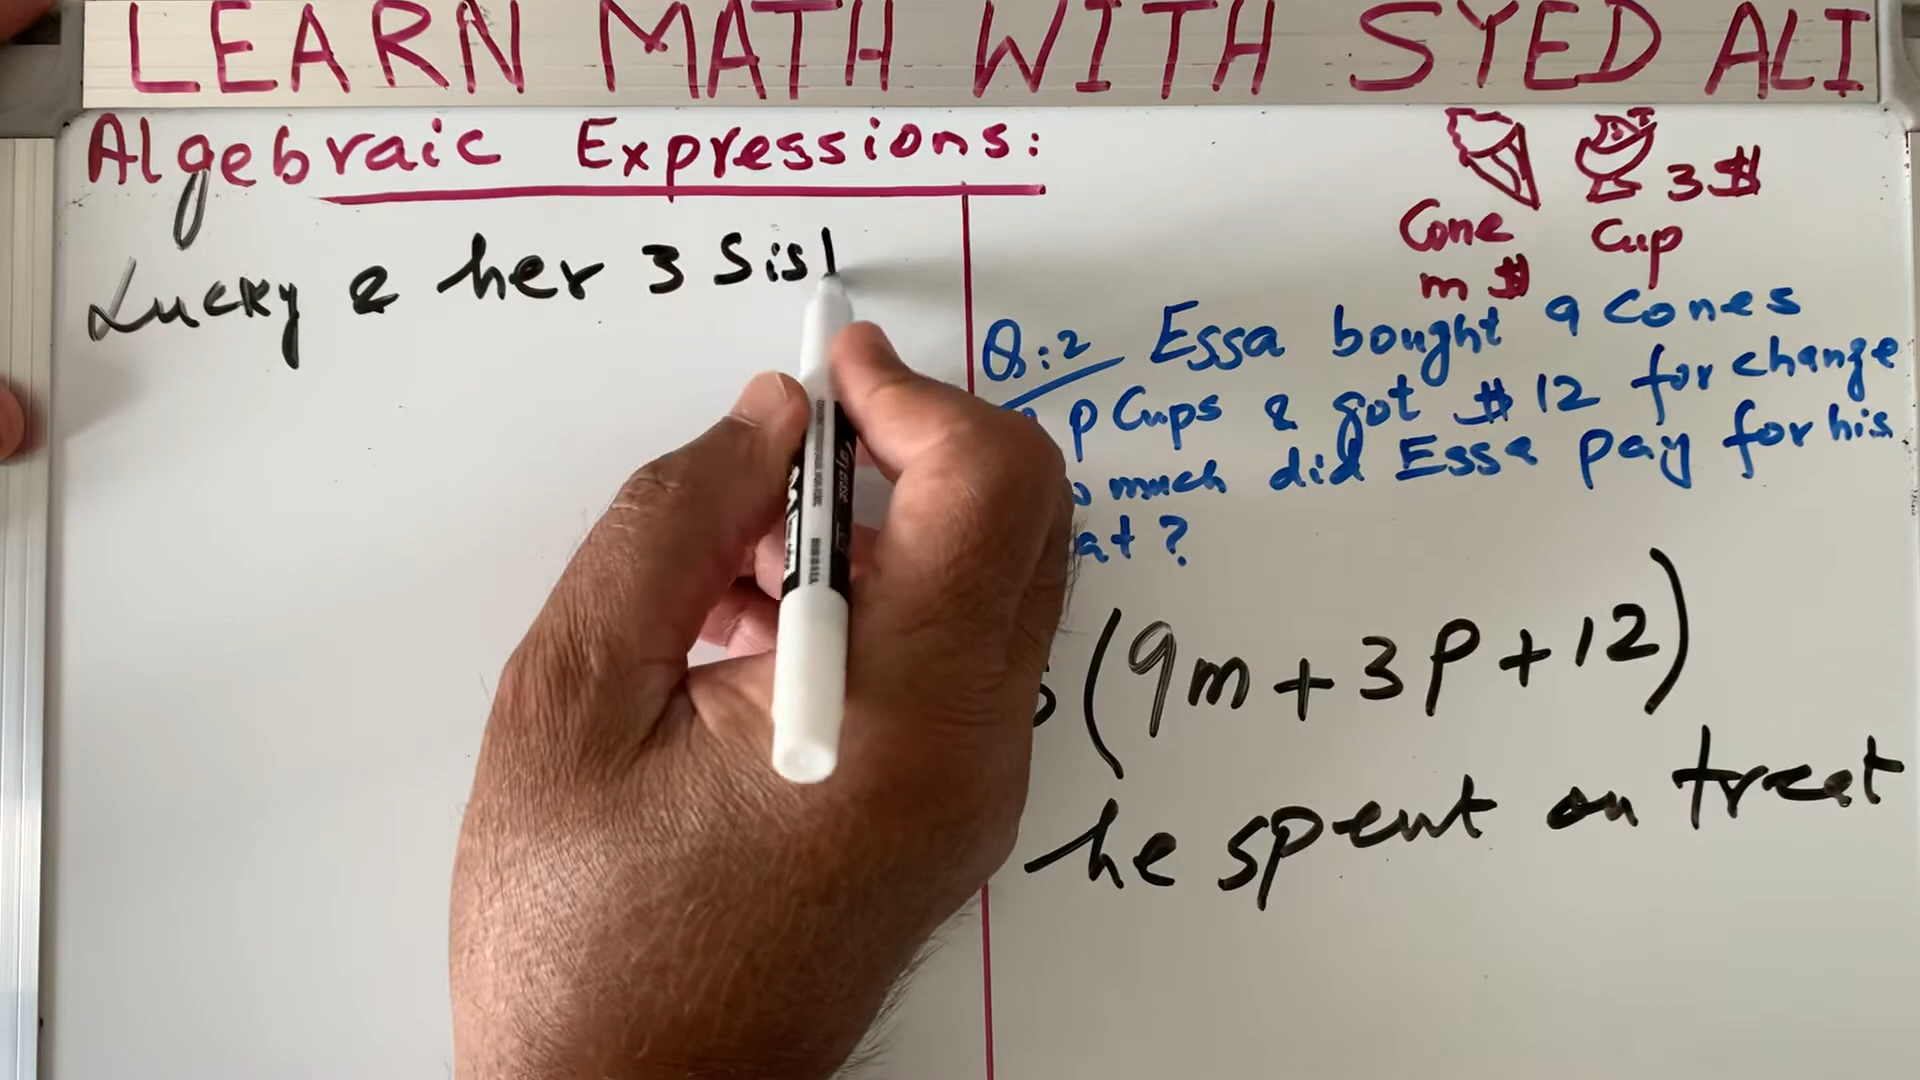 LEARN MATH WITH SYED ALI
Algebraic Expressions:
Lucky & her 3 Sist
3 $
Cone Cup
m $
Q:2 Essa bought 9 Cones
p Cups & got $12 for change
much did Essa pay for his
at?
(9m+3p+12)
he spent on treat